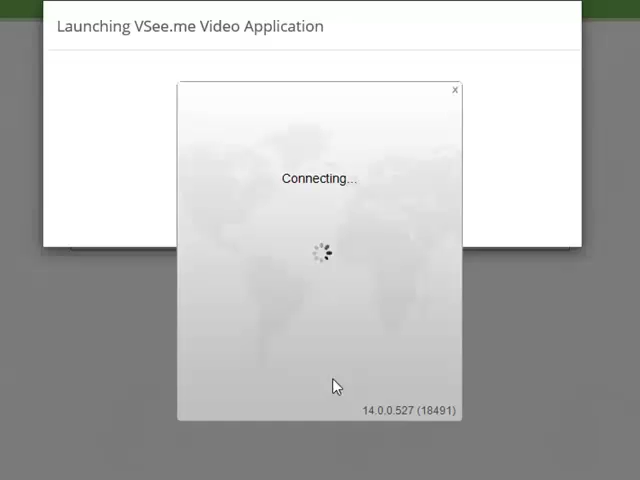 Launching VSee.me Video Application
x
Connecting...
14.0.0.527 (18491)